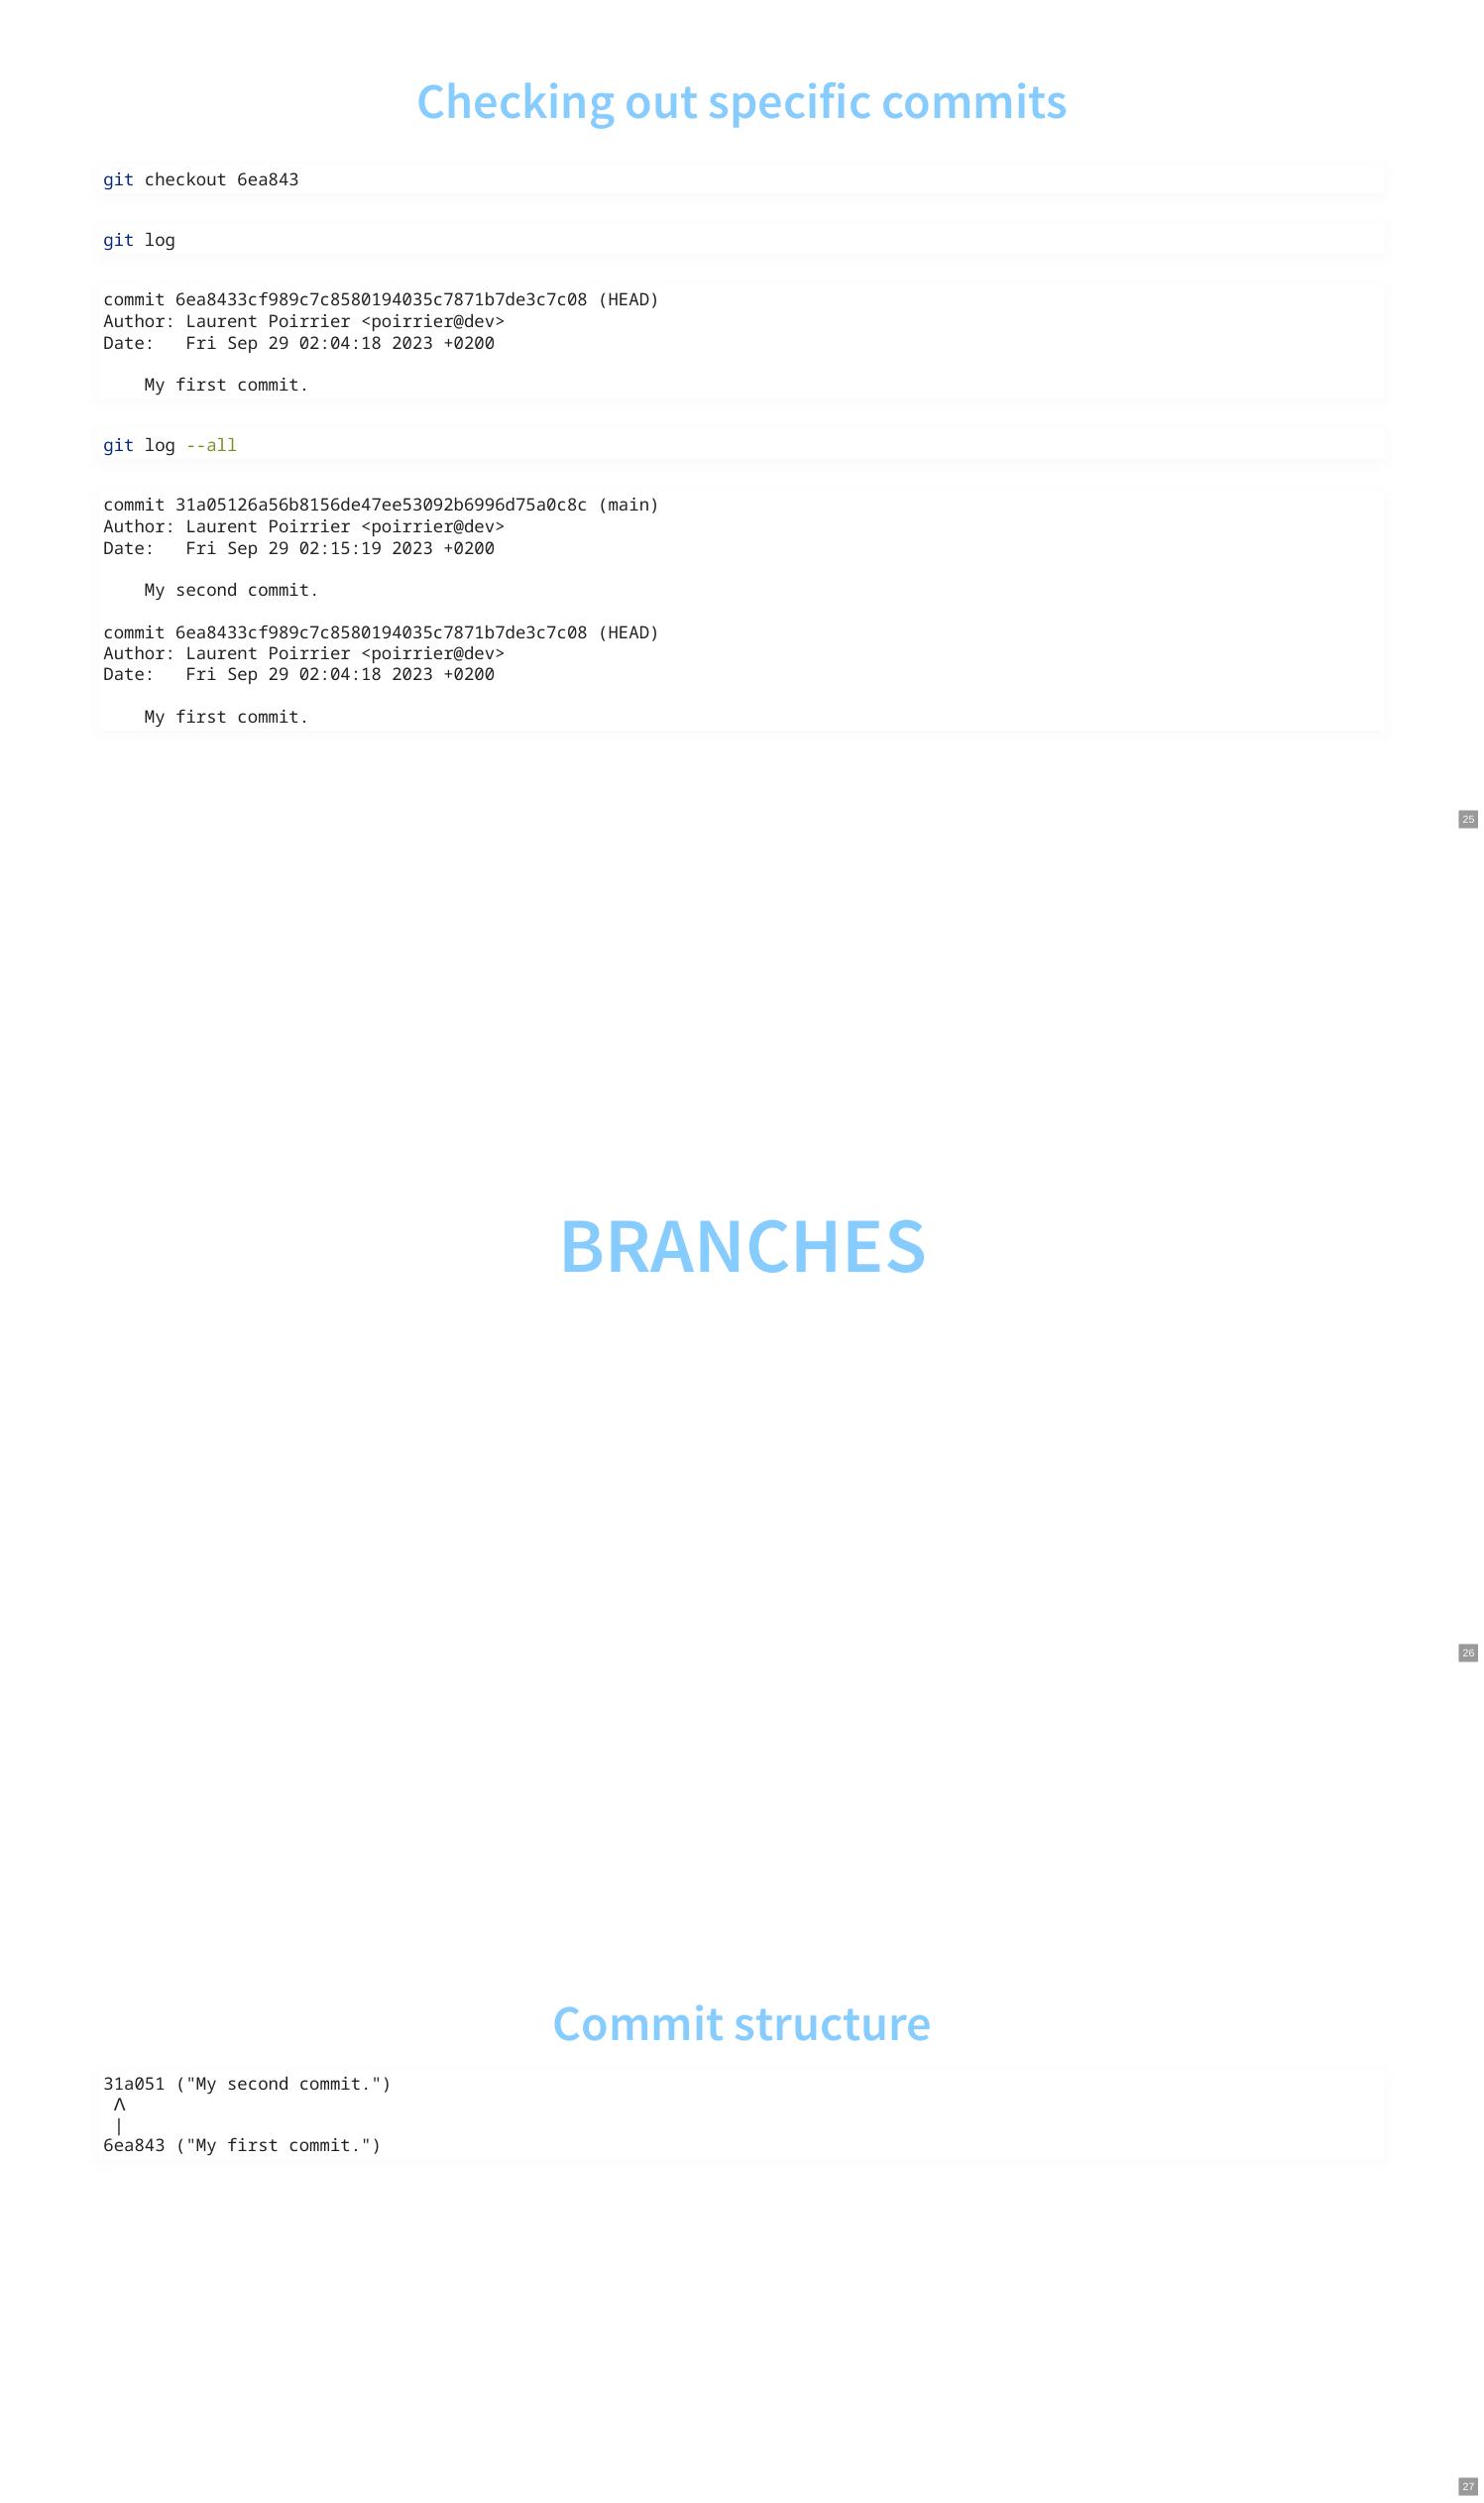 Checking out specific commits
git checkout 6ea843
git log
commit 6ea8433cf989c7c8580194035c7871b7de3c7c08 (HEAD)
Author: Laurent Poirrier <poirrier@dev>
Date:   Fri Sep 29 02:04:18 2023 +0200
    My first commit.
git log --all
commit 31a05126a56b8156de47ee53092b6996d75a0c8c (main)
Author: Laurent Poirrier <poirrier@dev>
Date:   Fri Sep 29 02:15:19 2023 +0200
    My second commit.
commit 6ea8433cf989c7c8580194035c7871b7de3c7c08 (HEAD)
Author: Laurent Poirrier <poirrier@dev>
Date:   Fri Sep 29 02:04:18 2023 +0200
    My first commit.
25
BRANCHES
26
Commit structure
31a051 ("My second commit.")
 Λ
 |
6ea843 ("My first commit.")
27